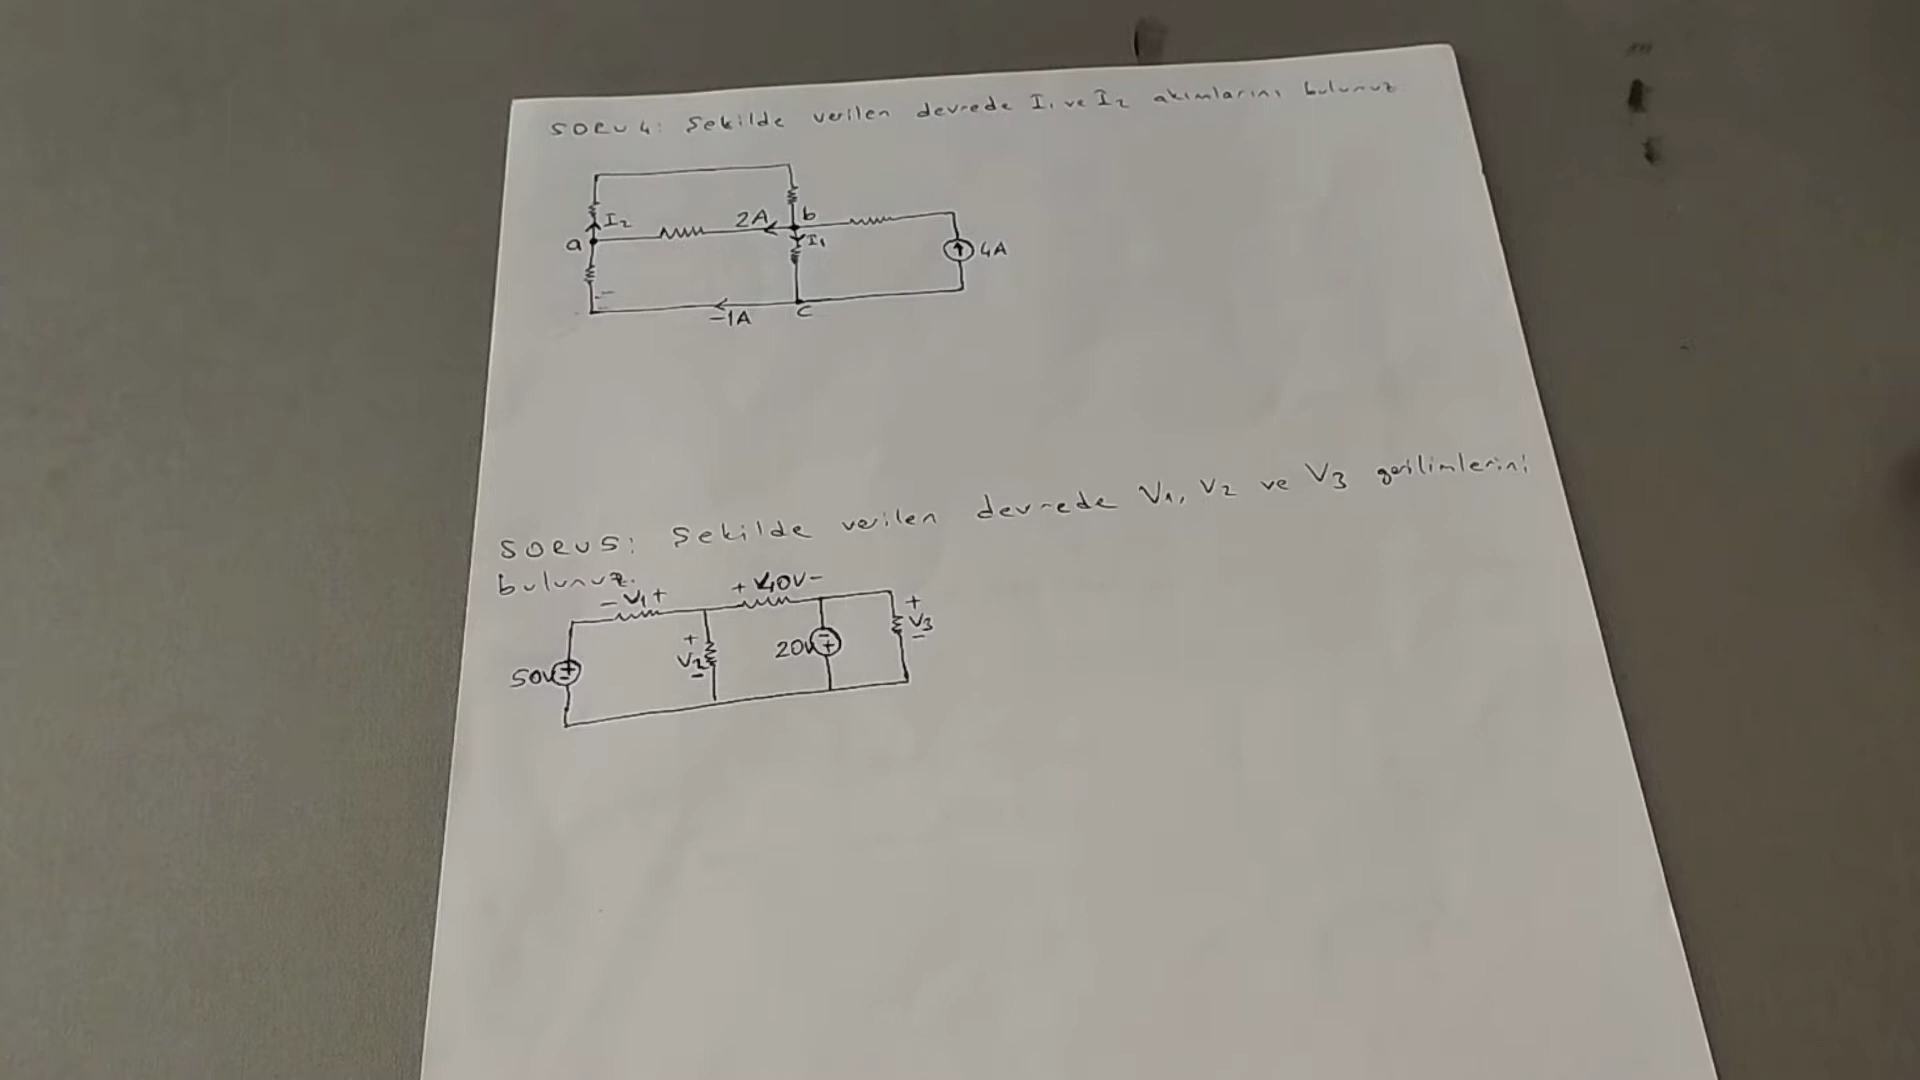 SORU 4: Şekilde verilen devrede I₁ ve I₂ akımlarını bulunuz
I₂
2A
b
a
I₁
4A
-1A
c
SORU 5: Şekilde verilen devrede V₁, V₂ ve V₃ gerilimlerini
bulunuz.
- V₁ +
+ 40V -
+
V₂
-
20V
+
V₃
-
50V